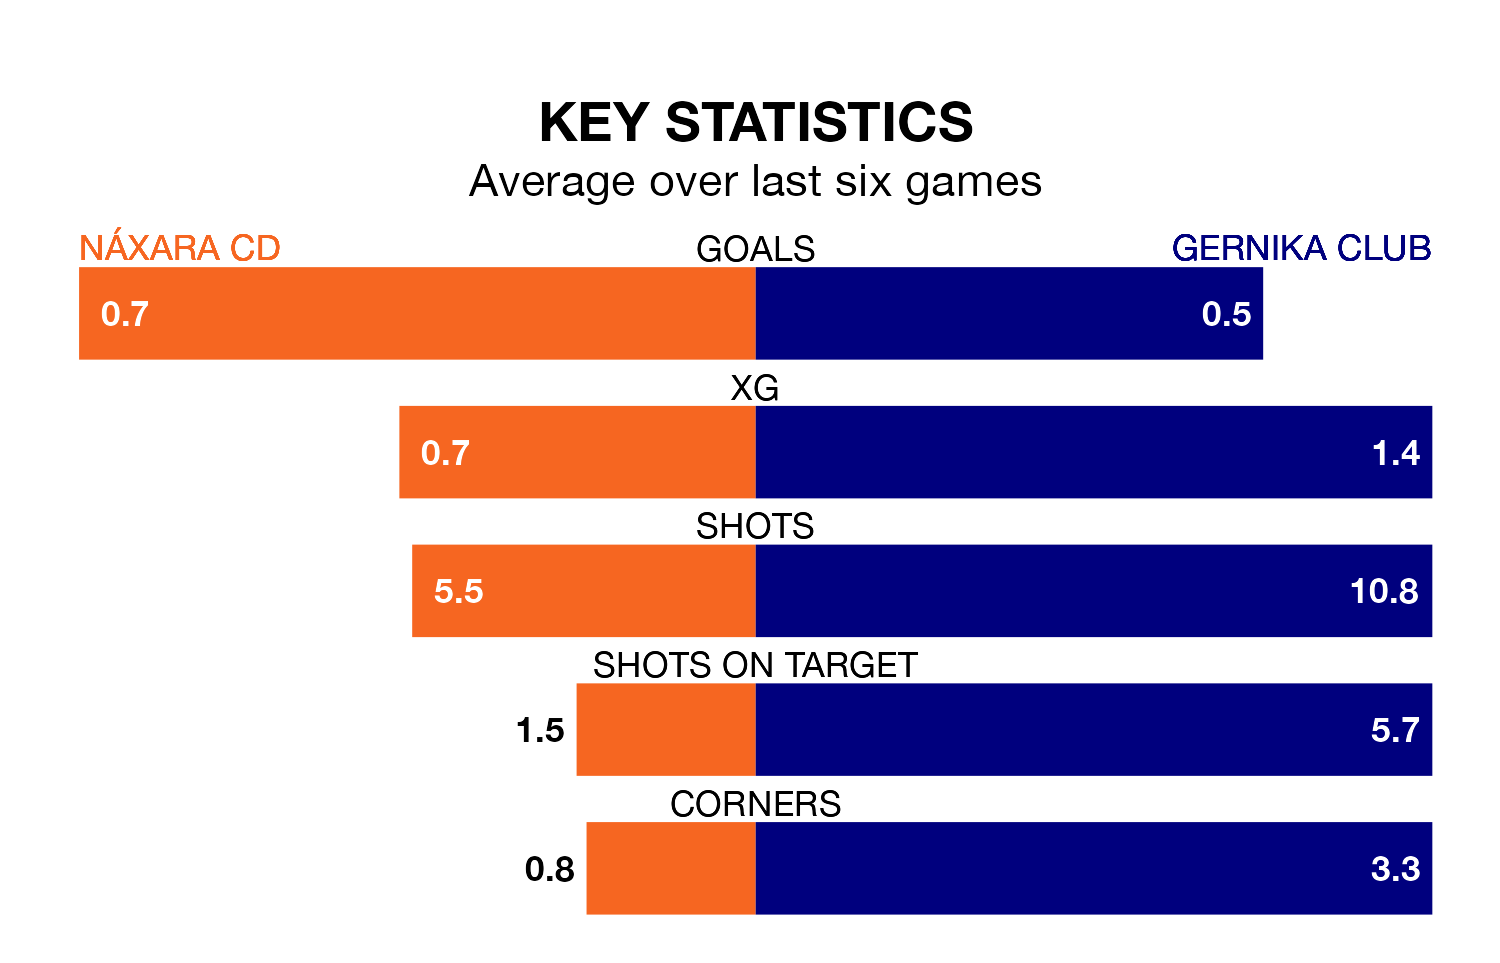 KEY STATISTICS
Average over last six games
NÁXARA CD GOALS GERNIKA CLUB
0.7 0.5
XG
0.7 1.4
SHOTS
5.5 10.8
SHOTS ON TARGET
1.5 5.7
CORNERS
0.8 3.3